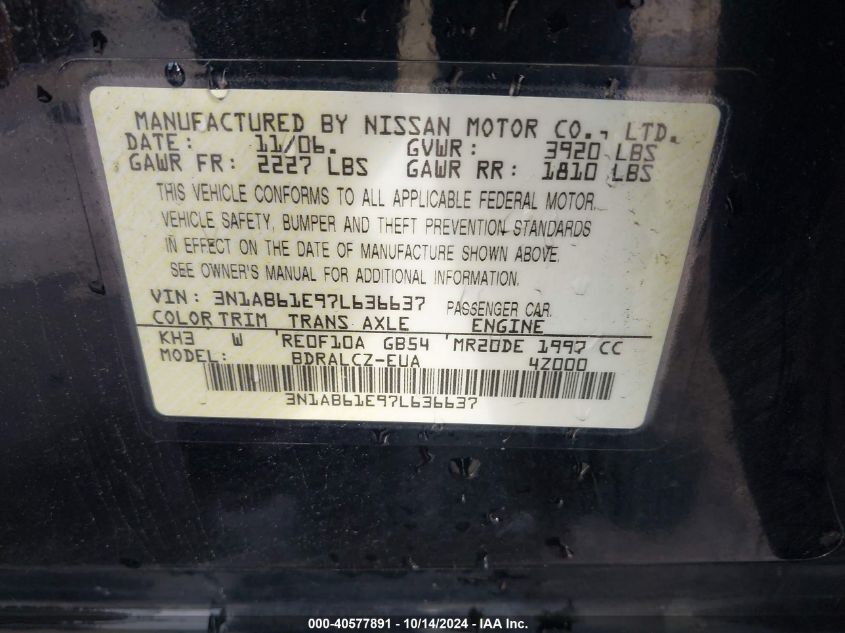 MANUFACTURED BY NISSAN MOTOR CO., LTD.
DATE: 11/06. GVWR: 3920 LBS
GAWR FR: 2227 LBS GAWR RR: 1810 LBS
THIS VEHICLE CONFORMS TO ALL APPLICABLE FEDERAL MOTOR
VEHICLE SAFETY, BUMPER AND THEFT PREVENTION STANDARDS
IN EFFECT ON THE DATE OF MANUFACTURE SHOWN ABOVE.
SEE OWNER'S MANUAL FOR ADDITIONAL INFORMATION.
VIN: 3N1AB61E97L636637 PASSENGER CAR
COLOR TRIM TRANS AXLE ENGINE
KH3 W 'RE0F10A GB54 'MR20DE 1997 CC
MODEL: BDRALCZ-EUA 4Z000
3N1AB61E97L636637
000-40577891 - 10/14/2024 - IAA Inc.